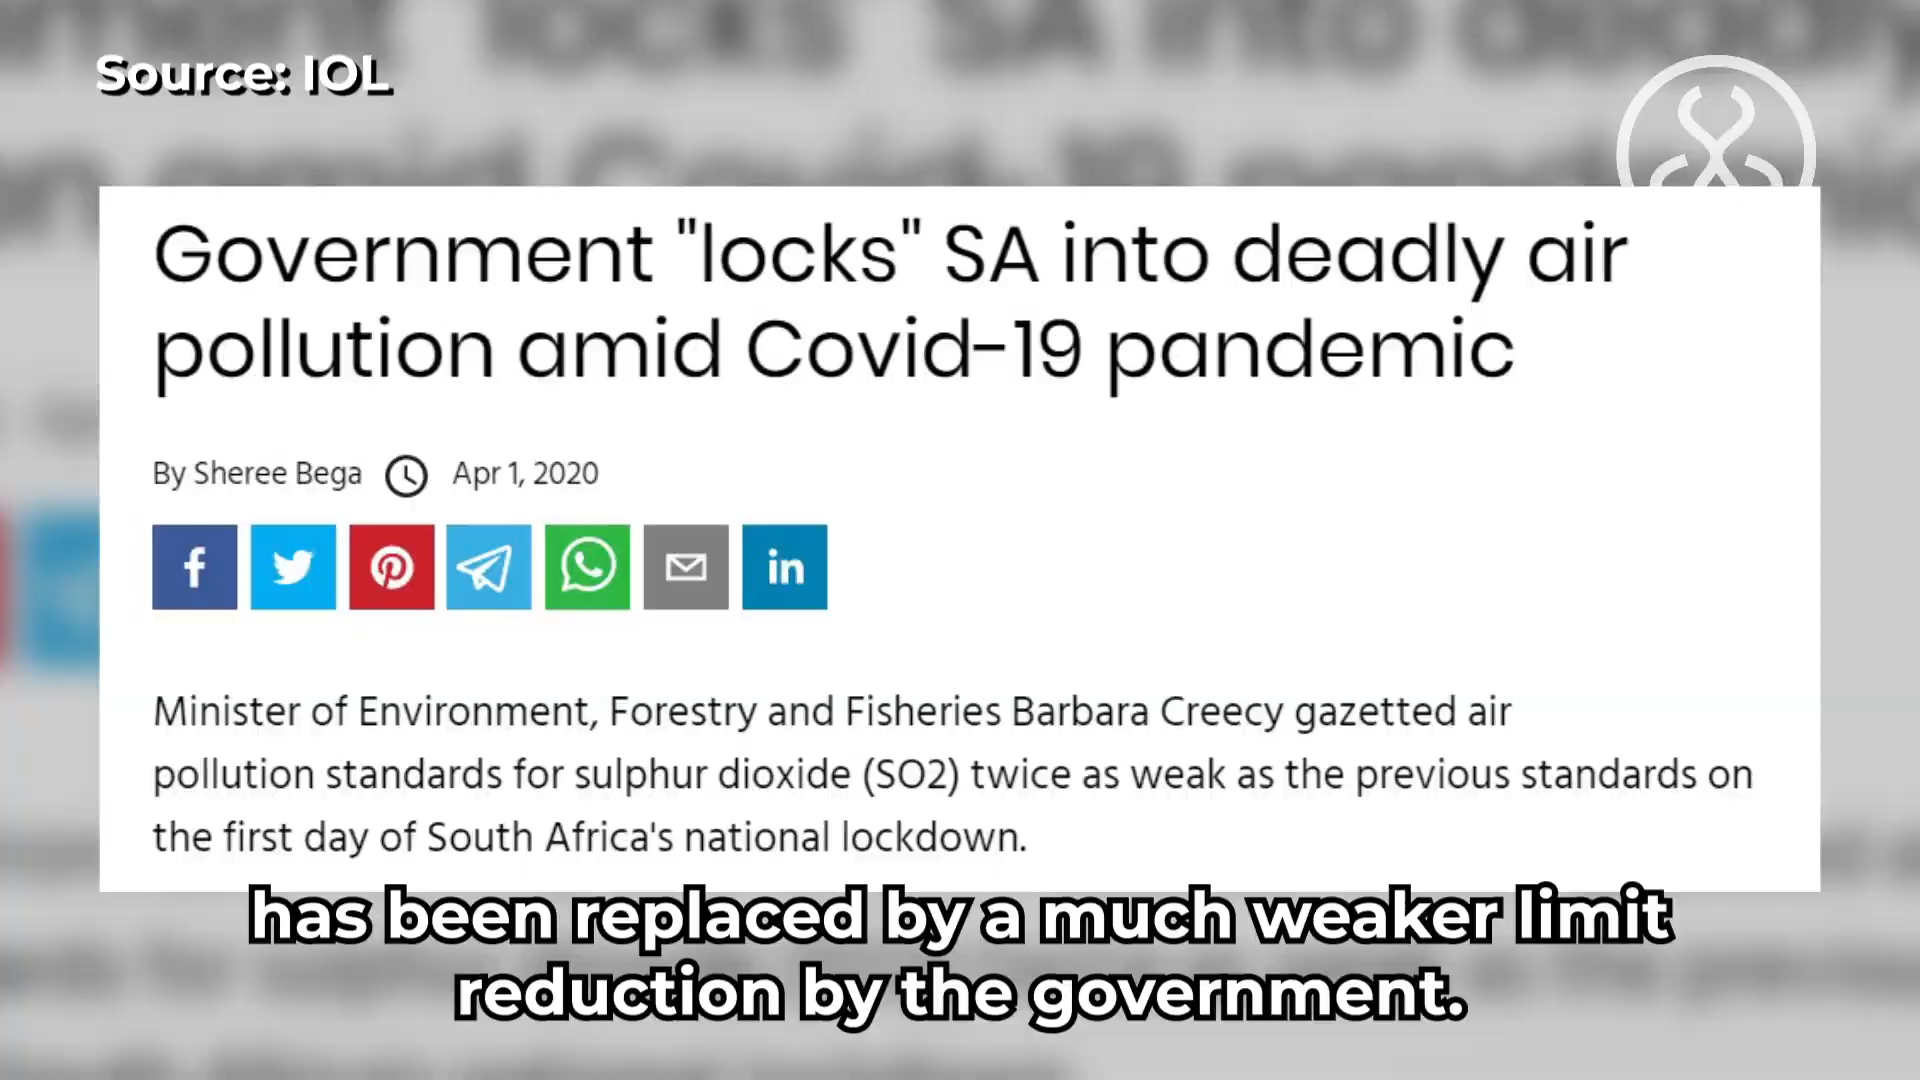 Source: IOL
Government "locks" SA into deadly air
pollution amid Covid-19 pandemic
By Sheree Bega Apr 1, 2020
Minister of Environment, Forestry and Fisheries Barbara Creecy gazetted air
pollution standards for sulphur dioxide (SO2) twice as weak as the previous standards on
the first day of South Africa's national lockdown.
has been replaced by a much weaker limit
reduction by the government.